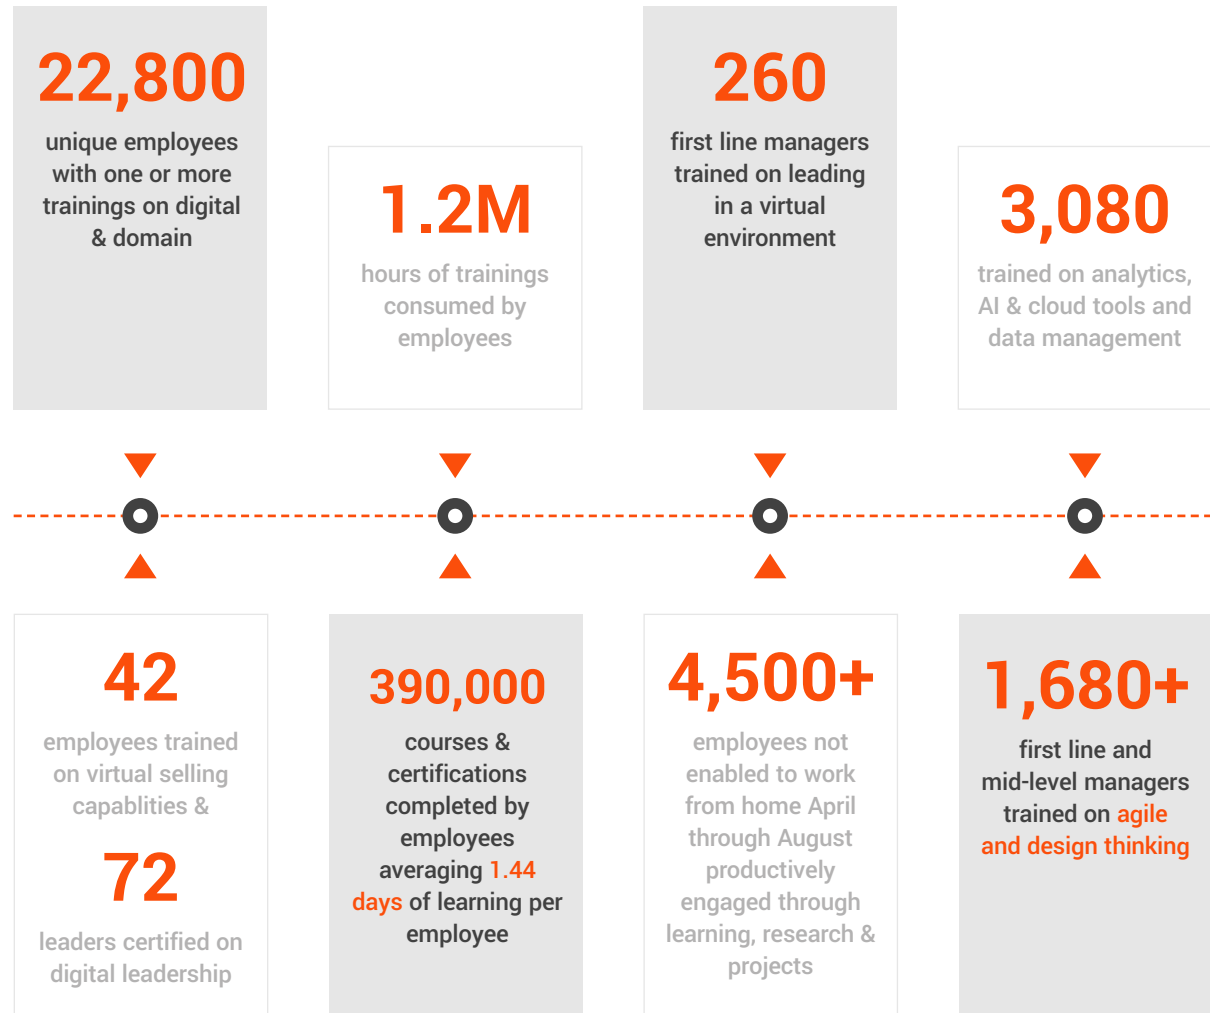 22,800
unique employees
with one or more
trainings on digital
& domain
1.2M
hours of trainings
consumed by
employees
260
first line managers
trained on leading
in a virtual
environment
3,080
trained on analytics,
AI & cloud tools and
data management
42
employees trained
on virtual selling
capablities &
72
leaders certified on
digital leadership
390,000
courses &
certifications
completed by
employees
averaging 1.44
days of learning per
employee
4,500+
employees not
enabled to work
from home April
through August
productively
engaged through
learning, research &
projects
1,680+
first line and
mid-level managers
trained on agile
and design thinking